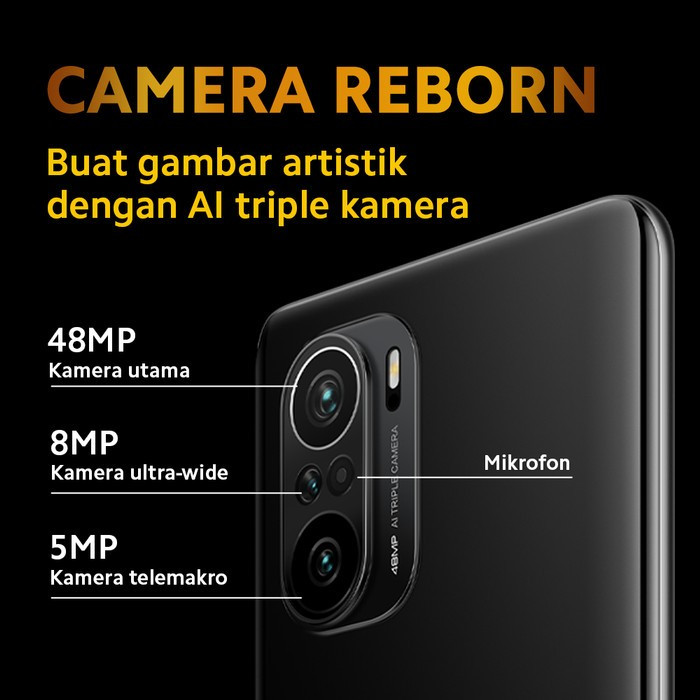 CAMERA REBORN
Buat gambar artistik
dengan AI triple kamera
48MP
Kamera utama
8MP
Kamera ultra-wide
Mikrofon
5MP
Kamera telemakro
48MP AI TRIPLE CAMERA